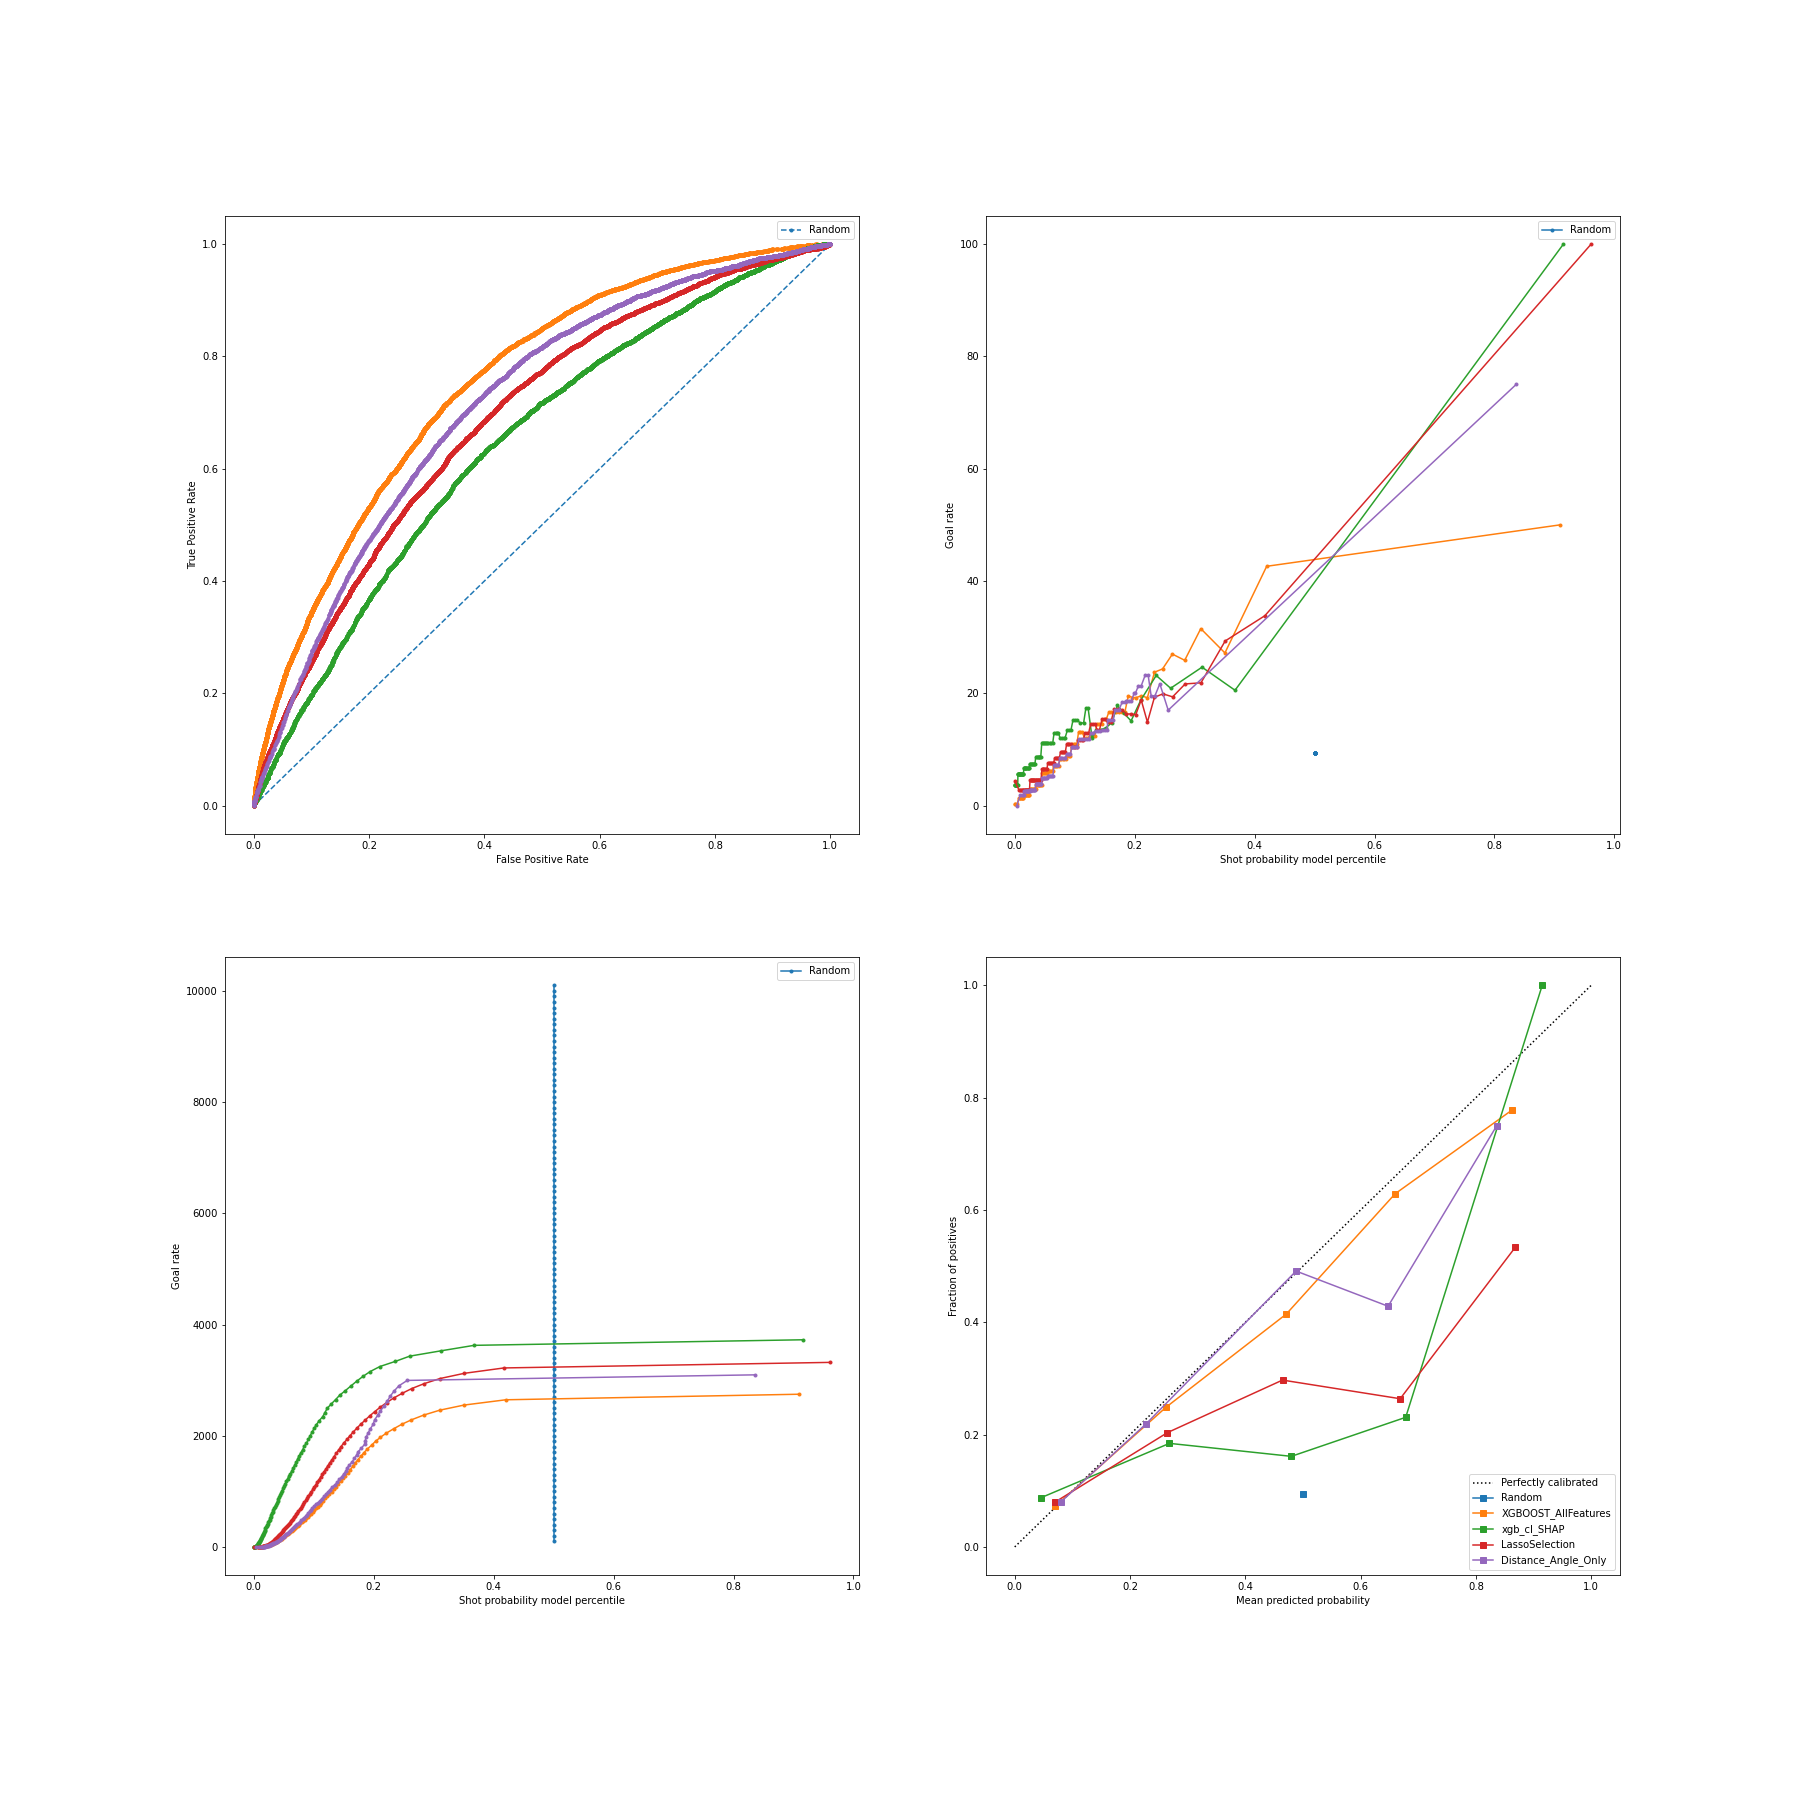 Random
1.0
0.8
0.6
0.4
0.2
0.0
True Positive Rate
0.0 0.2 0.4 0.6 0.8 1.0
False Positive Rate
Random
100
80
60
40
20
0
Goal rate
0.0 0.2 0.4 0.6 0.8 1.0
Shot probability model percentile
Random
10000
8000
6000
4000
2000
0
Goal rate
0.0 0.2 0.4 0.6 0.8 1.0
Shot probability model percentile
1.0
0.8
0.6
0.4
0.2
0.0
Fraction of positives
Perfectly calibrated
Random
XGBOOST_AllFeatures
xgb_cl_SHAP
LassoSelection
Distance_Angle_Only
0.0 0.2 0.4 0.6 0.8 1.0
Mean predicted probability